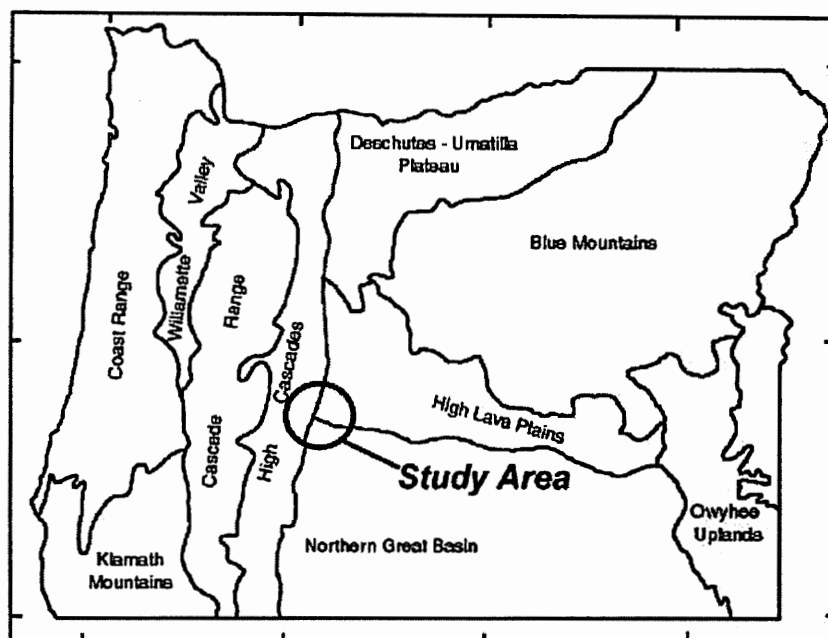 Deschutes - Umatilla
Plateau
Valley
Blue Mountains
Willamette
Range
Coast Range
Cascades
High Lava Plains
Cascade
High
Study Area
Owyhee
Uplands
Northern Great Basin
Klamath
Mountains